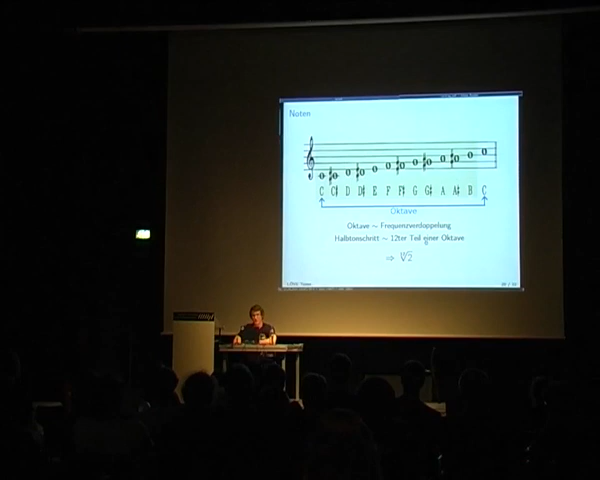 Noten
C C♯ D D♯ E F F♯ G G♯ A A♯ B C
Oktave
Oktave ∼ Frequenzverdoppelung
Halbtonschritt ∼ 12ter Teil einer Oktave
⇒ ¹²√2